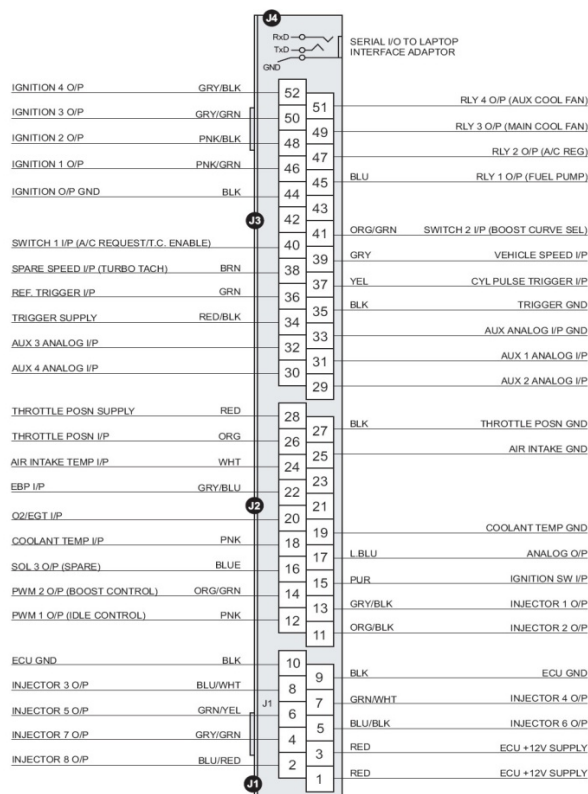 J4
RxD
TxD
GND
SERIAL I/O TO LAPTOP
INTERFACE ADAPTOR
IGNITION 4 O/P GRY/BLK 52
51 RLY 4 O/P (AUX COOL FAN)
IGNITION 3 O/P GRY/GRN 50
49 RLY 3 O/P (MAIN COOL FAN)
IGNITION 2 O/P PNK/BLK 48
47 RLY 2 O/P (A/C REG)
IGNITION 1 O/P PNK/GRN 46
45 BLU RLY 1 O/P (FUEL PUMP)
IGNITION O/P GND BLK 44
43
J3
42
41 ORG/GRN SWITCH 2 I/P (BOOST CURVE SEL)
SWITCH 1 I/P (A/C REQUEST/T.C. ENABLE) 40
39 GRY VEHICLE SPEED I/P
SPARE SPEED I/P (TURBO TACH) BRN 38
37 YEL CYL PULSE TRIGGER I/P
REF. TRIGGER I/P GRN 36
35 BLK TRIGGER GND
TRIGGER SUPPLY RED/BLK 34
33 AUX ANALOG I/P GND
AUX 3 ANALOG I/P 32
31 AUX 1 ANALOG I/P
AUX 4 ANALOG I/P 30
29 AUX 2 ANALOG I/P
THROTTLE POSN SUPPLY RED 28
27 BLK THROTTLE POSN GND
THROTTLE POSN I/P ORG 26
25 AIR INTAKE GND
AIR INTAKE TEMP I/P WHT 24
23
EBP I/P GRY/BLU 22
J2
21
O2/EGT I/P 20
19 COOLANT TEMP GND
COOLANT TEMP I/P PNK 18
17 L.BLU ANALOG O/P
SOL 3 O/P (SPARE) BLUE 16
15 PUR IGNITION SW I/P
PWM 2 O/P (BOOST CONTROL) ORG/GRN 14
13 GRY/BLK INJECTOR 1 O/P
PWM 1 O/P (IDLE CONTROL) PNK 12
11 ORG/BLK INJECTOR 2 O/P
ECU GND BLK 10
9 BLK ECU GND
INJECTOR 3 O/P BLU/WHT 8
J1
7 GRN/WHT INJECTOR 4 O/P
INJECTOR 5 O/P GRN/YEL 6
5 BLU/BLK INJECTOR 6 O/P
INJECTOR 7 O/P GRY/GRN 4
3 RED ECU +12V SUPPLY
INJECTOR 8 O/P BLU/RED 2
1 RED ECU +12V SUPPLY
J1